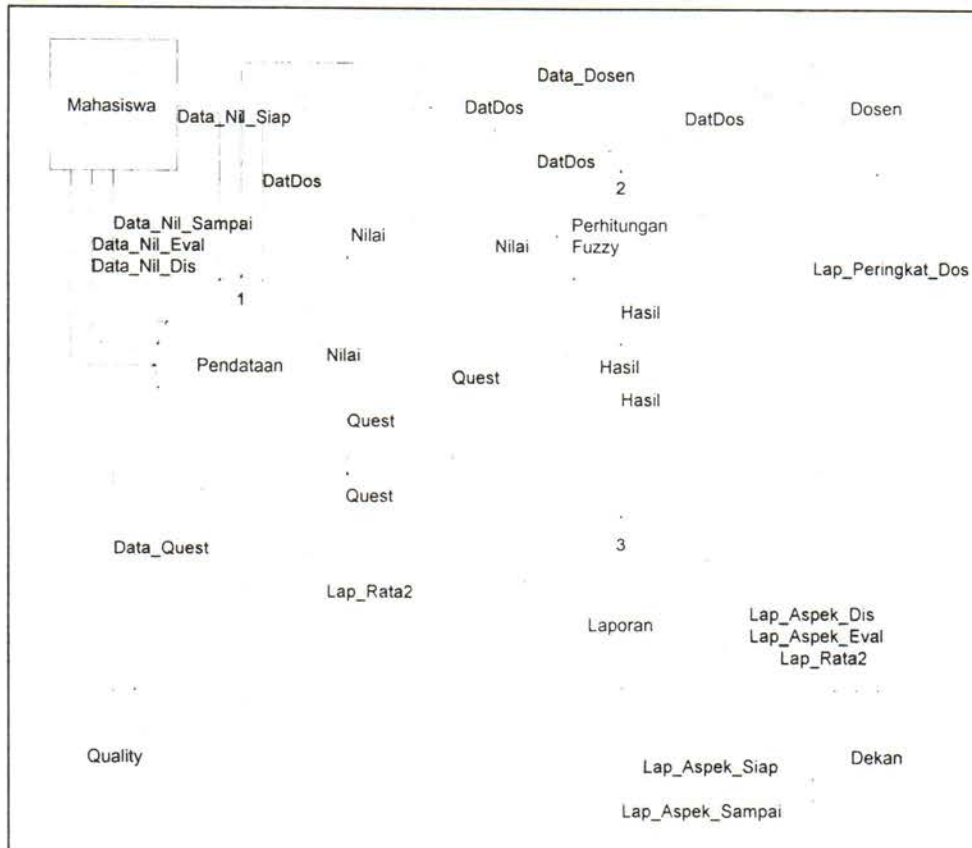 Data_Dosen
Mahasiswa
Data_Nil_Siap
DatDos
DatDos
Dosen
DatDos
DatDos
2
Data_Nil_Sampai
Data_Nil_Eval
Data_Nil_Dis
Nilai
Nilai
Perhitungan
Fuzzy
Lap_Peringkat_Dos
1
Hasil
Pendataan
Nilai
Quest
Hasil
Hasil
Quest
Quest
Data_Quest
3
Lap_Rata2
Laporan
Lap_Aspek_Dis
Lap_Aspek_Eval
Lap_Rata2
Quality
Lap_Aspek_Siap
Dekan
Lap_Aspek_Sampai